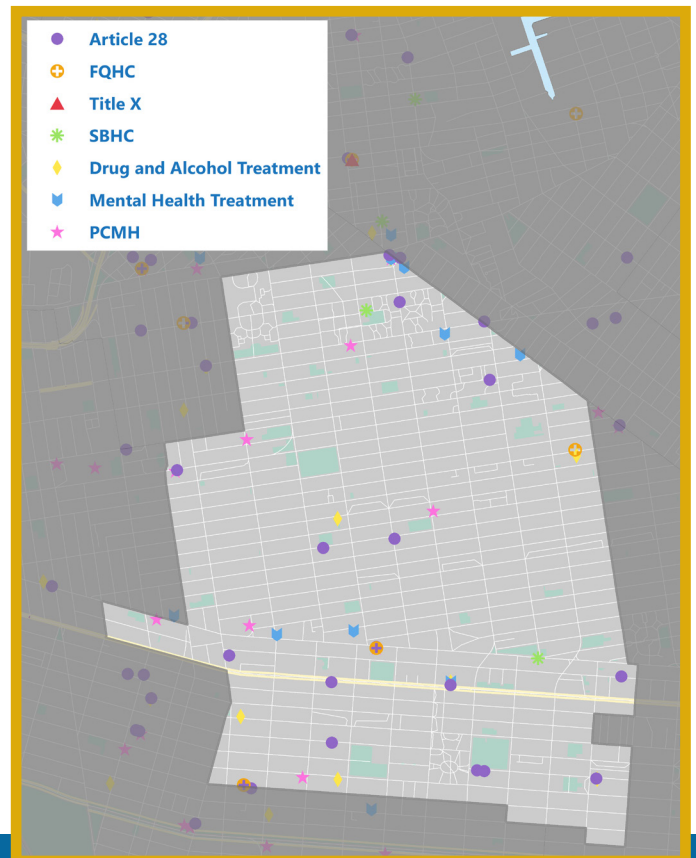 Article 28
FQHC
Title X
SBHC
Drug and Alcohol Treatment
Mental Health Treatment
PCMH